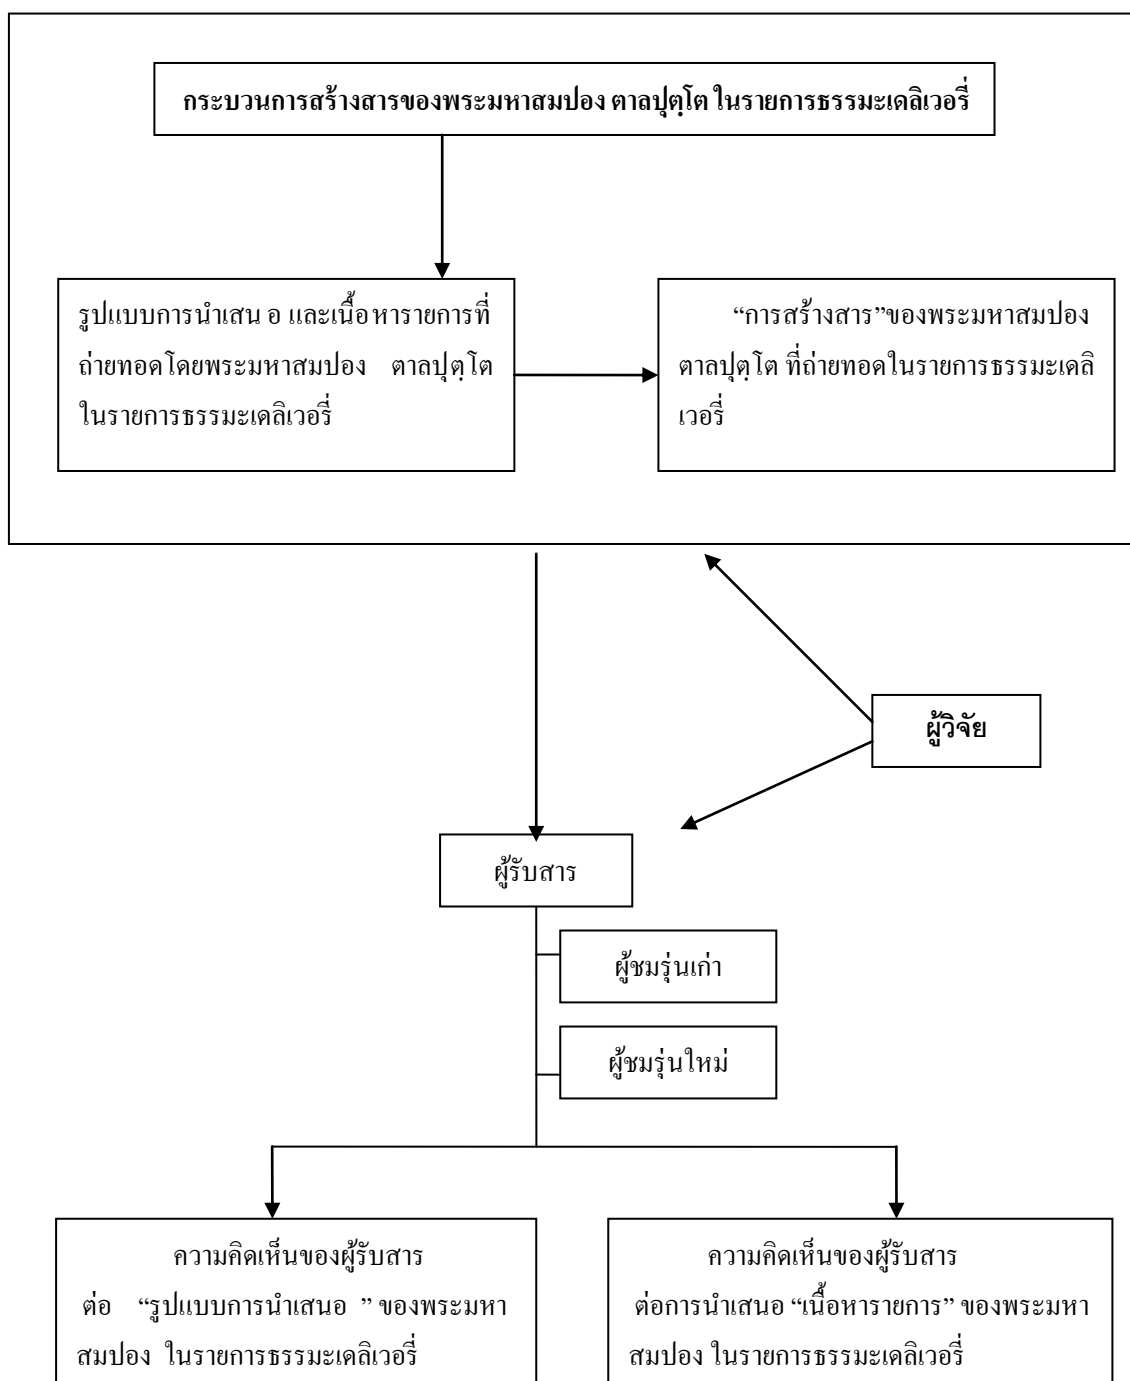 กระบวนการสร้างสารของพระมหาสมปอง ตาลปุตฺโต ในรายการธรรมะเดลิเวอรี่
รูปแบบการนำเสน อ และเนื้อหารายการที่
ถ่ายทอดโดยพระมหาสมปอง ตาลปุตฺโต
ในรายการธรรมะเดลิเวอรี่
“การสร้างสาร”ของพระมหาสมปอง
ตาลปุตฺโต ที่ถ่ายทอดในรายการธรรมะเดลิ
เวอรี่
ผู้วิจัย
ผู้รับสาร
ผู้ชมรุ่นเก่า
ผู้ชมรุ่นใหม่
ความคิดเห็นของผู้รับสาร
ต่อ “รูปแบบการนำเสนอ ” ของพระมหา
สมปอง ในรายการธรรมะเดลิเวอรี่
ความคิดเห็นของผู้รับสาร
ต่อการนำเสนอ “เนื้อหารายการ” ของพระมหา
สมปอง ในรายการธรรมะเดลิเวอรี่